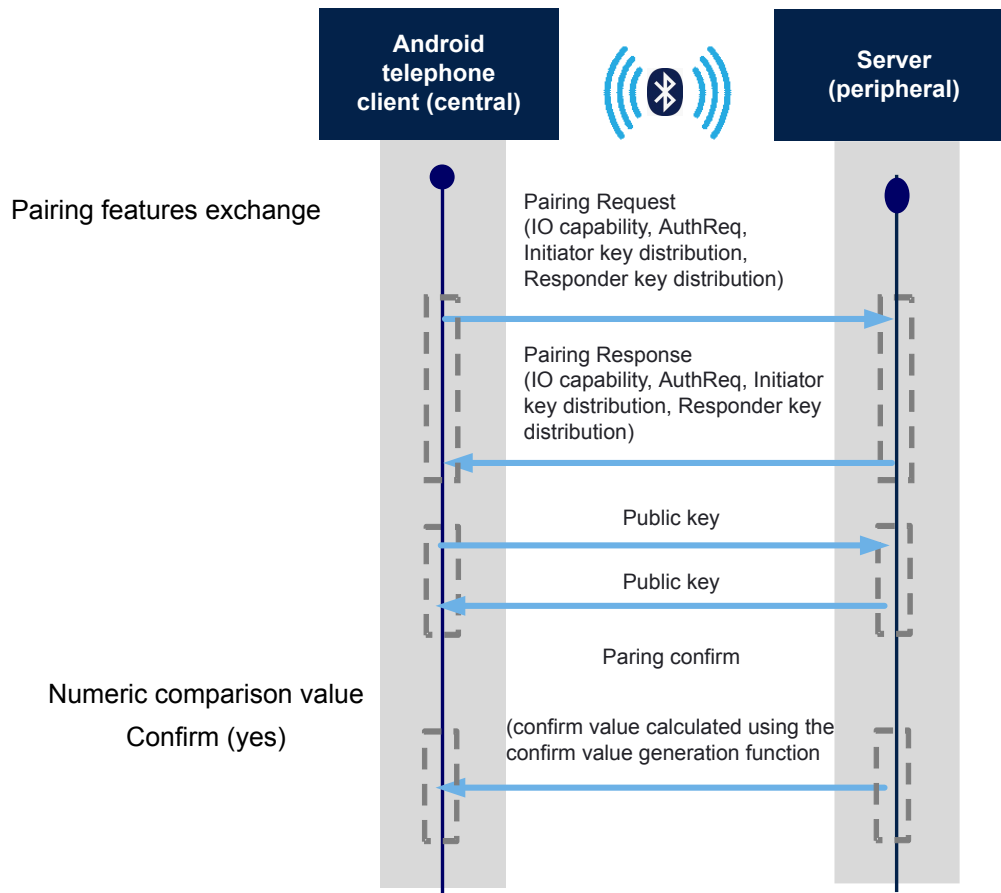 Android
telephone
client (central)
Server
(peripheral)
Pairing features exchange
Pairing Request
(IO capability, AuthReq,
Initiator key distribution,
Responder key distribution)
Pairing Response
(IO capability, AuthReq, Initiator
key distribution, Responder key
distribution)
Public key
Public key
Paring confirm
Numeric comparison value
Confirm (yes)
(confirm value calculated using the
confirm value generation function